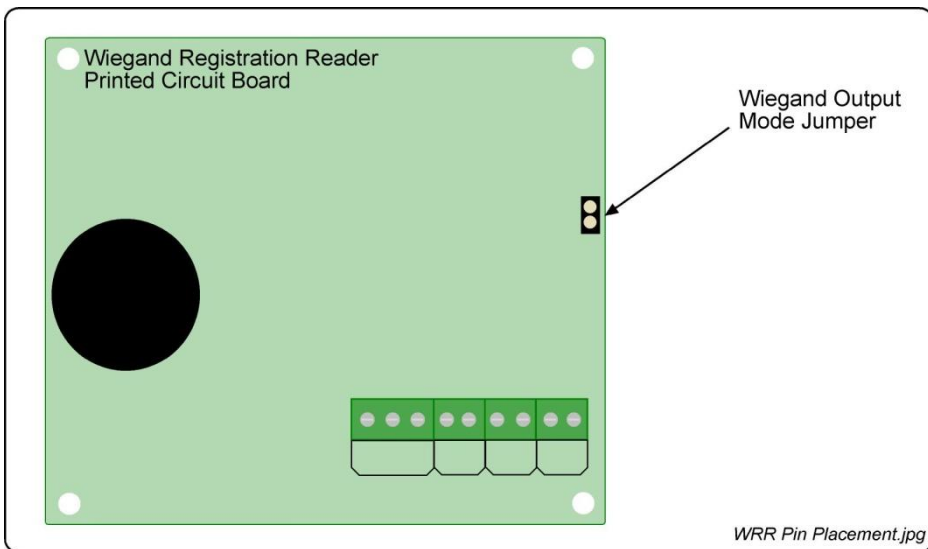 Wiegand Registration Reader
Printed Circuit Board
Wiegand Output
Mode Jumper
WRR Pin Placement.jpg